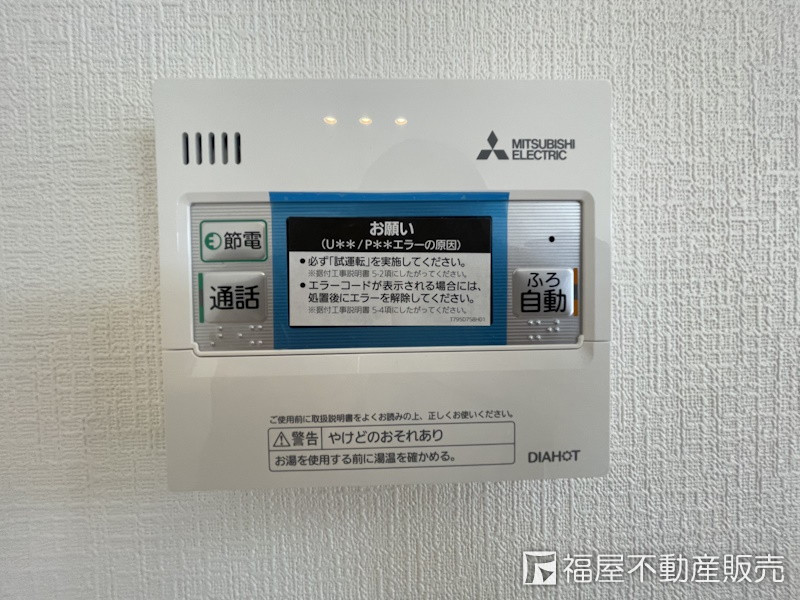 MITSUBISHI
ELECTRIC
節電
通話
お願い
(U**/P**エラーの原因)
●必ず「試運転」を実施してください。
※据付工事説明書 5-2項にしたがってください。
●エラーコードが表示される場合には、
処置後にエラーを解除してください。
※据付工事説明書 5-4項にしたがってください。
ふろ
自動
ご使用前に取扱説明書をよくお読みの上、正しくお使いください。
警告 やけどのおそれあり
お湯を使用する前に湯温を確かめる。
DIAHOT
福屋不動産販売